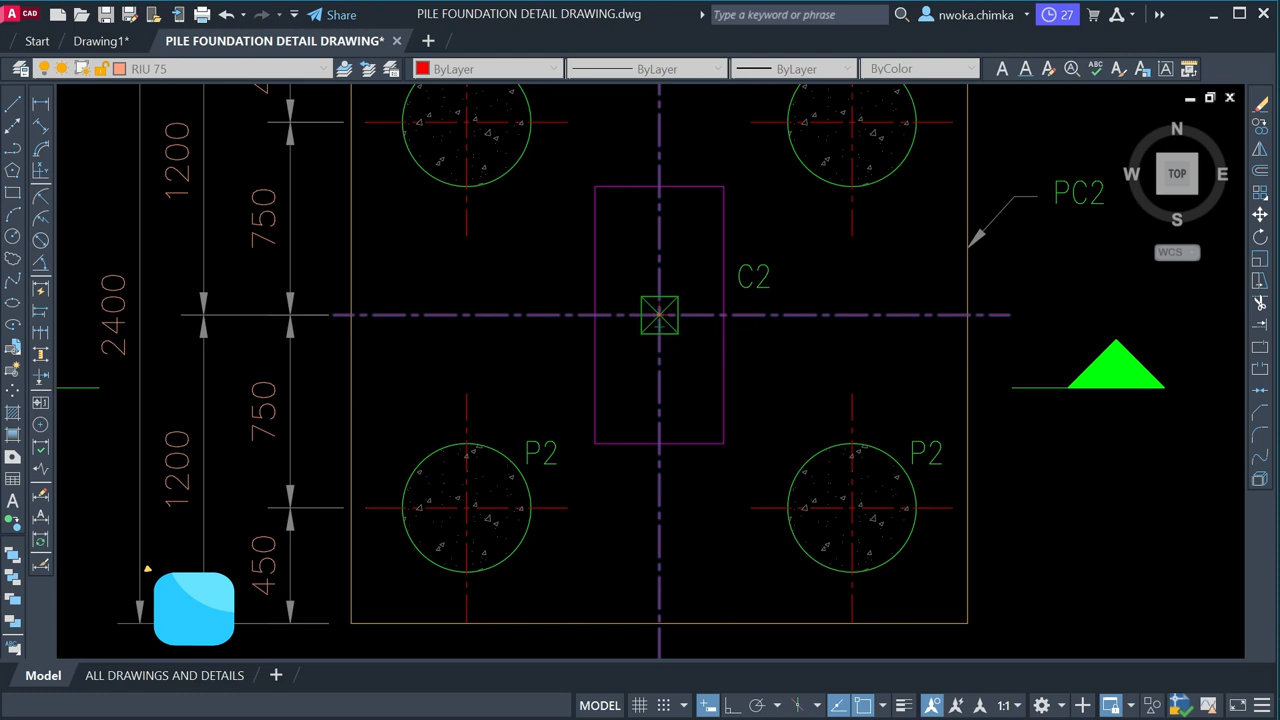 A CAD
Share
PILE FOUNDATION DETAIL DRAWING.dwg
Type a keyword or phrase
nwoka.chimka
27
Start
Drawing1*
PILE FOUNDATION DETAIL DRAWING*
RIU 75
ByLayer
ByLayer
ByLayer
ByColor
1200
750
2400
750
1200
450
C2
PC2
P2
P2
N
W
TOP
E
S
WCS
Model
ALL DRAWINGS AND DETAILS
MODEL
1:1